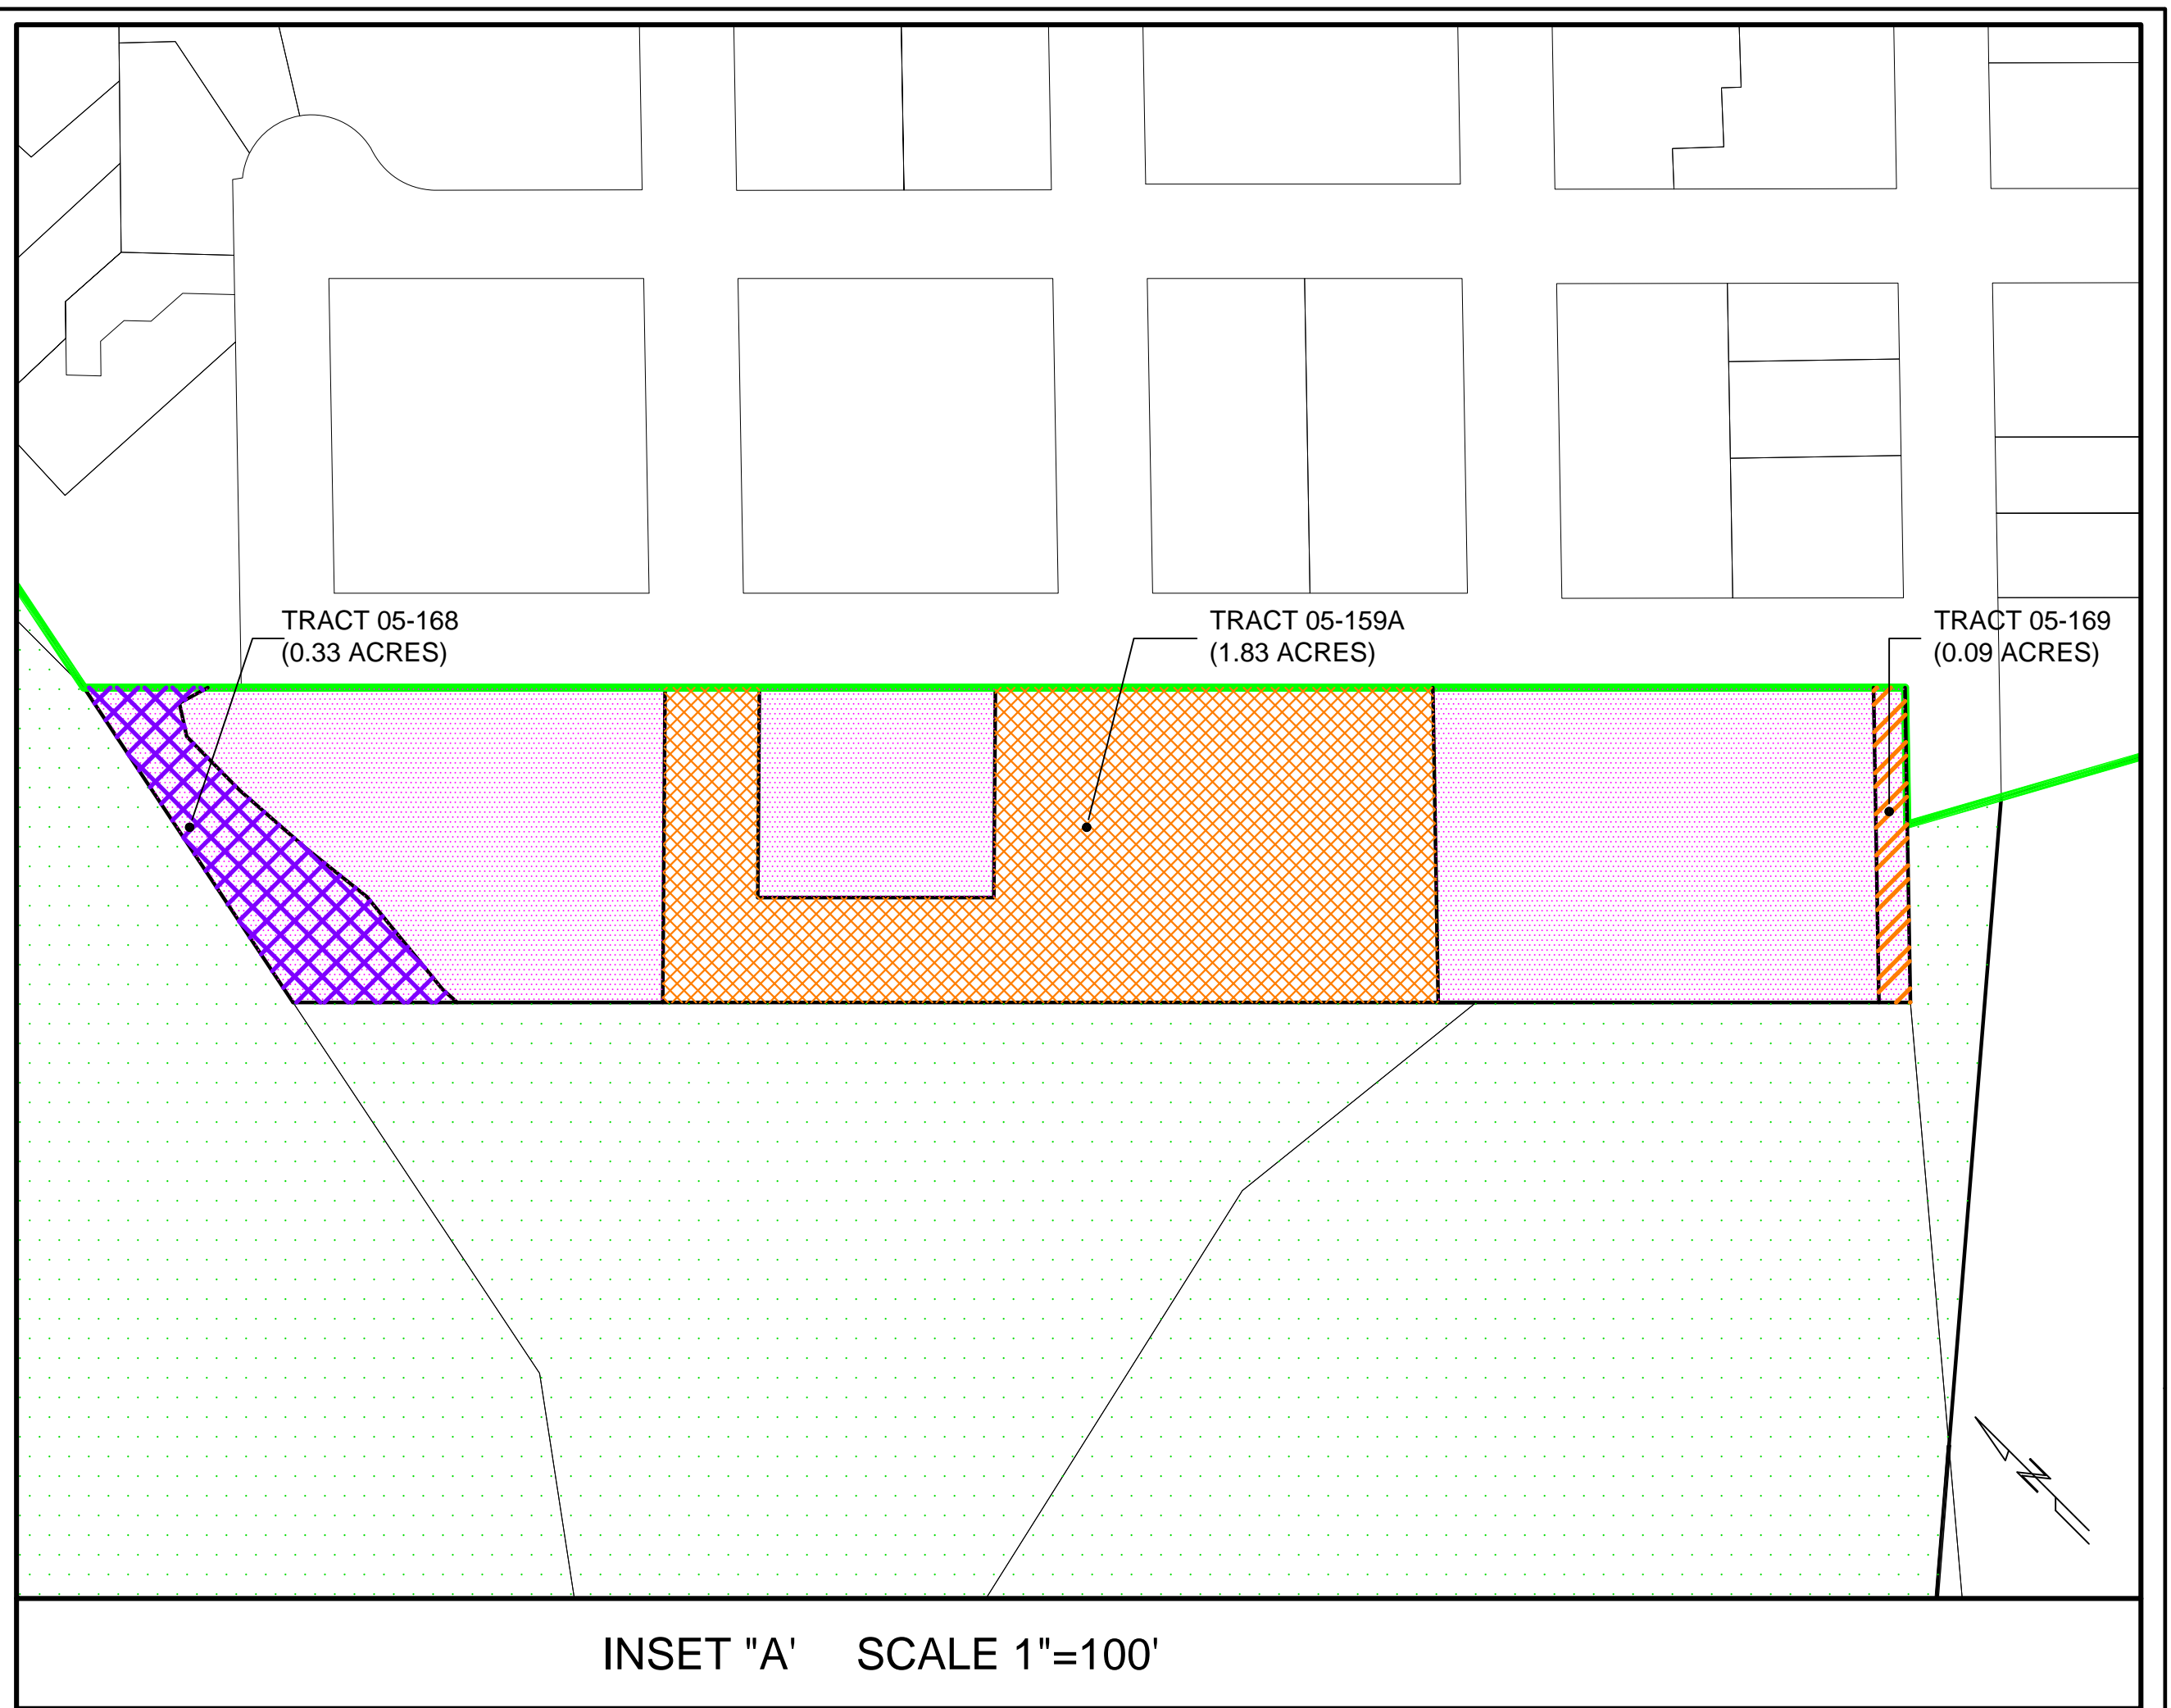 TRACT 05-168
(0.33 ACRES)
TRACT 05-159A
(1.83 ACRES)
TRACT 05-169
(0.09 ACRES)
N
INSET "A' SCALE 1"=100'